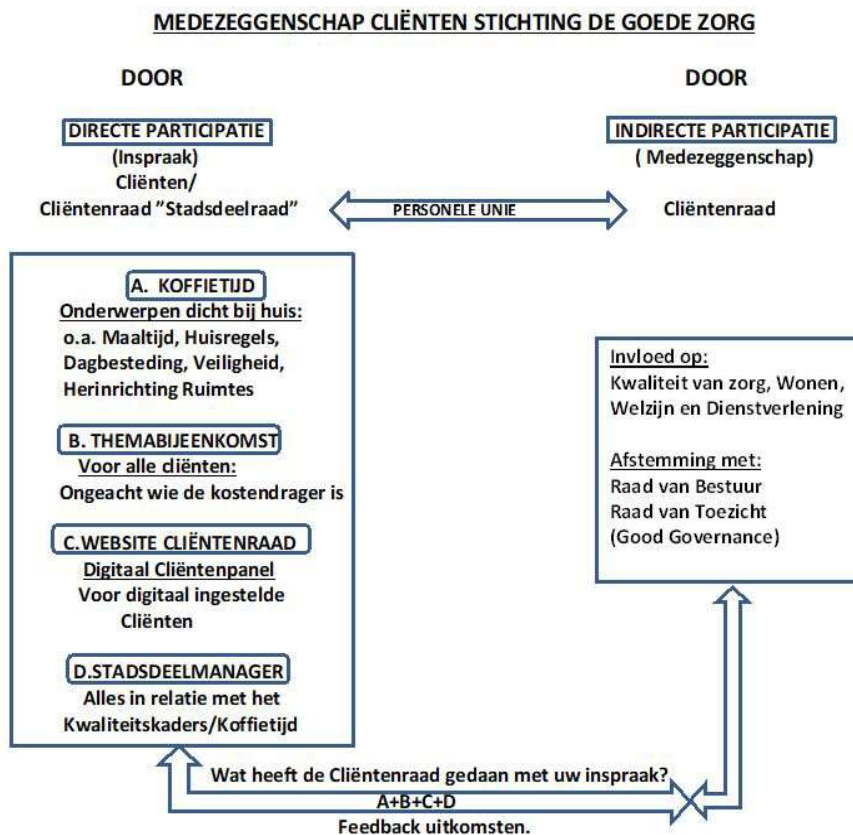 MEDEZEGGENSCHAP CLIËNTEN STICHTING DE GOEDE ZORG
DOOR
DIRECTE PARTICIPATIE
(Inspraak)
Cliënten/
Cliëntenraad ”Stadsdeelraad”
PERSONELE UNIE
DOOR
INDIRECTE PARTICIPATIE
( Medezeggenschap)
Cliëntenraad
A. KOFFIETIJD
Onderwerpen dicht bij huis:
o.a. Maaltijd, Huisregels,
Dagbesteding, Veiligheid,
Herinrichting Ruimtes
B. THEMABIJEENKOMST
Voor alle cliënten:
Ongeacht wie de kostendrager is
C.WEBSITE CLIËNTENRAAD
Digitaal Cliëntenpanel
Voor digitaal ingestelde
Cliënten
D.STADSDEELMANAGER
Alles in relatie met het
Kwaliteitskaders/Koffietijd
Invloed op:
Kwaliteit van zorg, Wonen,
Welzijn en Dienstverlening
Afstemming met:
Raad van Bestuur
Raad van Toezicht
(Good Governance)
Wat heeft de Cliëntenraad gedaan met uw inspraak?
A+B+C+D
Feedback uitkomsten.